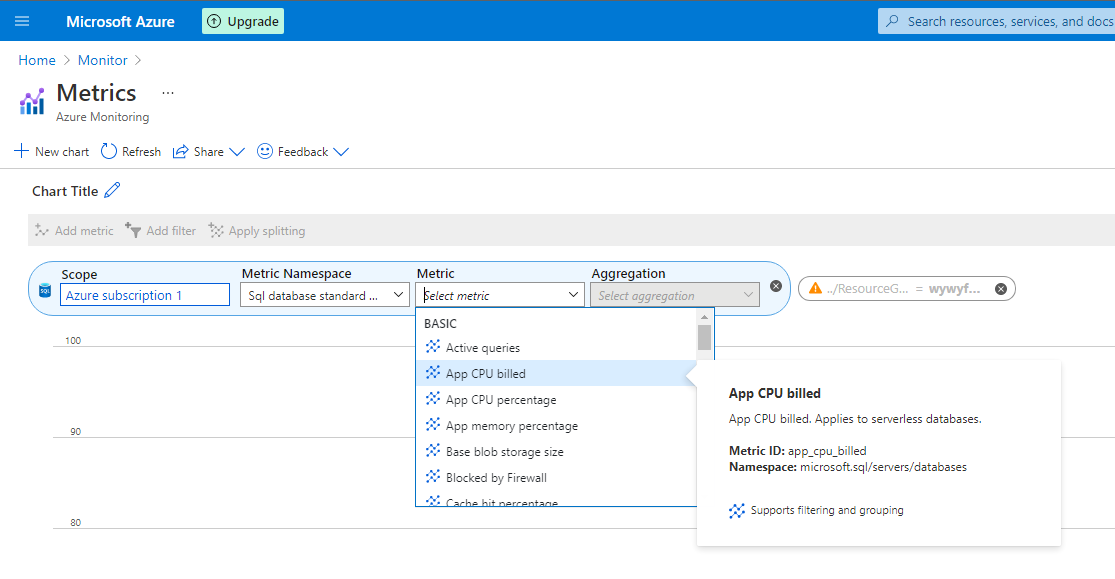 Microsoft Azure
Upgrade
Search resources, services, and docs
Home > Monitor >
Metrics ...
Azure Monitoring
New chart Refresh Share Feedback
Chart Title
Add metric Add filter Apply splitting
Scope Metric Namespace Metric Aggregation
Azure subscription 1 Sql database standard ... Select metric Select aggregation
../ResourceG... = wywyf...
100
90
80
BASIC
Active queries
App CPU billed
App CPU percentage
App memory percentage
Base blob storage size
Blocked by Firewall
Cache hit percentage
App CPU billed
App CPU billed. Applies to serverless databases.
Metric ID: app_cpu_billed
Namespace: microsoft.sql/servers/databases
Supports filtering and grouping